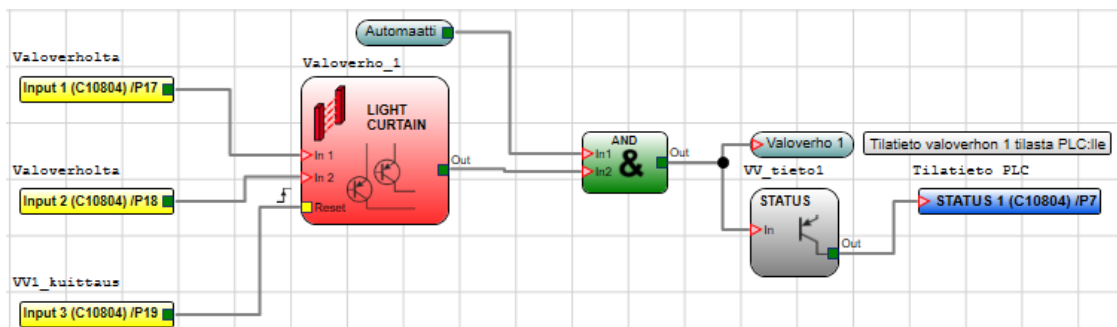 Automaatti
Valoverholta
Valoverho_1
Input 1 (C10804) /P17
LIGHT
CURTAIN
In 1
In 2
Reset
Out
Valoverholta
Input 2 (C10804) /P18
AND
&
In1
In2
Out
Valoverho 1
Tilatieto valoverhon 1 tilasta PLC:lle
VV_tieto1
Tilatieto PLC
STATUS
In
Out
STATUS 1 (C10804) /P7
VV1_kuittaus
Input 3 (C10804) /P19